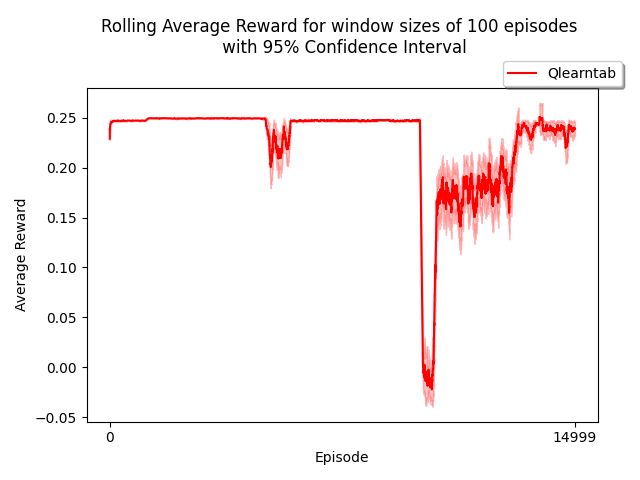 Rolling Average Reward for window sizes of 100 episodes
with 95% Confidence Interval
Qlearntab
0.25
0.20
0.15
0.10
0.05
0.00
−0.05
Average Reward
0
14999
Episode